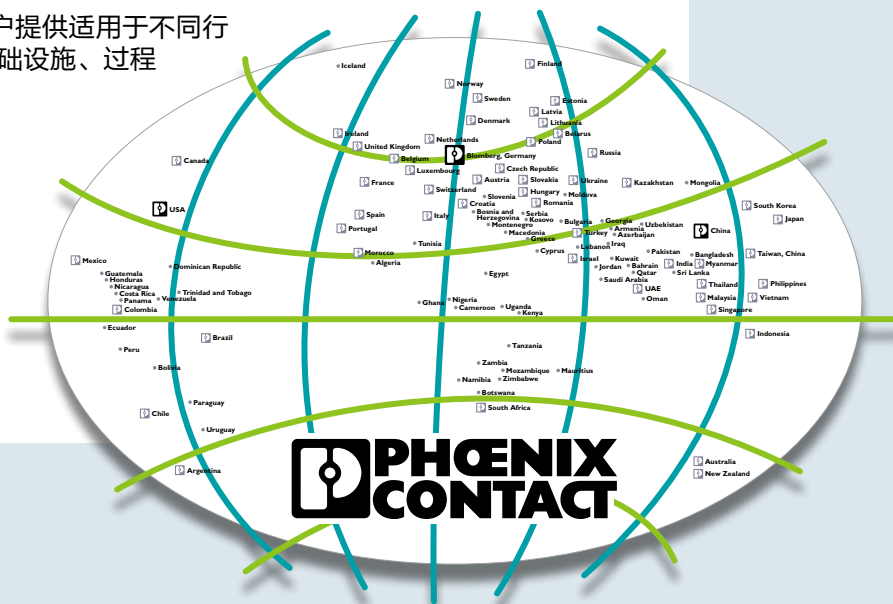 户提供适用于不同行
础设施、过程
Iceland
Finland
Norway
Sweden
Estonia
Latvia
Denmark
Lithuania
Ireland
Belarus
Netherlands
Poland
United Kingdom
Belgium
Blomberg, Germany
Russia
Canada
Luxembourg
Czech Republic
France
Austria
Slovakia
Ukraine
Kazakhstan
Mongolia
Switzerland
Hungary
Moldova
Slovenia
Croatia
Romania
USA
South Korea
Spain
Italy
Bosnia and
Herzegovina
Serbia
Kosovo
Japan
Bulgaria
Georgia
Uzbekistan
Montenegro
Portugal
Armenia
China
Macedonia
Turkey
Azerbaijan
Greece
Tunisia
Lebanon
Iraq
Morocco
Cyprus
Pakistan
Bangladesh
Taiwan, China
Mexico
Algeria
Israel
Kuwait
India
Myanmar
Dominican Republic
Jordan
Bahrain
Guatemala
Egypt
Qatar
Sri Lanka
Honduras
Saudi Arabia
Nicaragua
Thailand
Philippines
Costa Rica
Trinidad and Tobago
UAE
Panama
Venezuela
Ghana
Nigeria
Oman
Malaysia
Vietnam
Colombia
Cameroon
Uganda
Singapore
Kenya
Ecuador
Brazil
Indonesia
Peru
Tanzania
Bolivia
Zambia
Mozambique
Mauritius
Namibia
Zimbabwe
Botswana
Paraguay
Chile
South Africa
Uruguay
Argentina
Australia
New Zealand
PHŒNIX
CONTACT